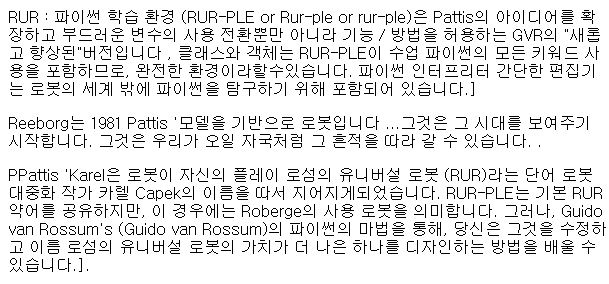 RUR : 파이썬 학습 환경 (RUR-PLE or Rur-ple or rur-ple)은 Pattis의 아이디어를 확
장하고 부드러운 변수의 사용 전환뿐만 아니라 기능 / 방법을 허용하는 GVR의 "새롭
고 향상된"버전입니다 , 클래스와 객체는 RUR-PLE이 수업 파이썬의 모든 키워드 사
용을 포함하므로, 완전한 환경이라할수있습니다. 파이썬 인터프리터 간단한 편집기
는 로봇의 세계 밖에 파이썬을 탐구하기 위해 포함되어 있습니다.]
Reeborg는 1981 Pattis '모델을 기반으로 로봇입니다 ...그것은 그 시대를 보여주기
시작합니다. 그것은 우리가 오일 자국처럼 그 흔적을 따라 갈 수 있습니다. .
PPattis 'Karel은 로봇이 자신의 플레이 로섬의 유니버설 로봇 (RUR)라는 단어 로봇
대중화 작가 카렐 Capek의 이름을 따서 지어지게되었습니다. RUR-PLE는 기본 RUR
약어를 공유하지만, 이 경우에는 Roberge의 사용 로봇을 의미합니다. 그러나, Guido
van Rossum's (Guido van Rossum)의 파이썬의 마법을 통해, 당신은 그것을 수정하
고 이름 로섬의 유니버설 로봇의 가치가 더 나은 하나를 디자인하는 방법을 배울 수
있습니다.].